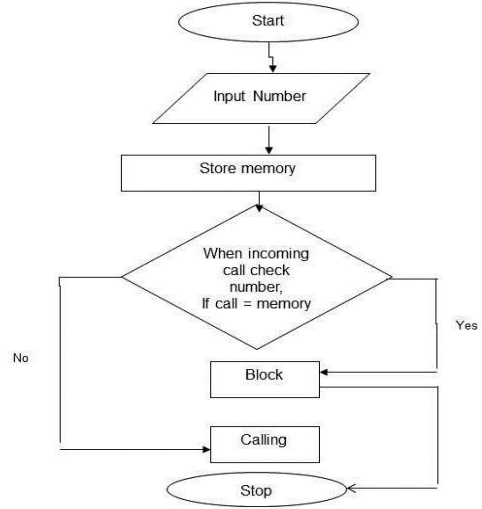 Start
Input Number
Store memory
When incoming
call check
number,
If call = memory
Yes
No
Block
Calling
Stop